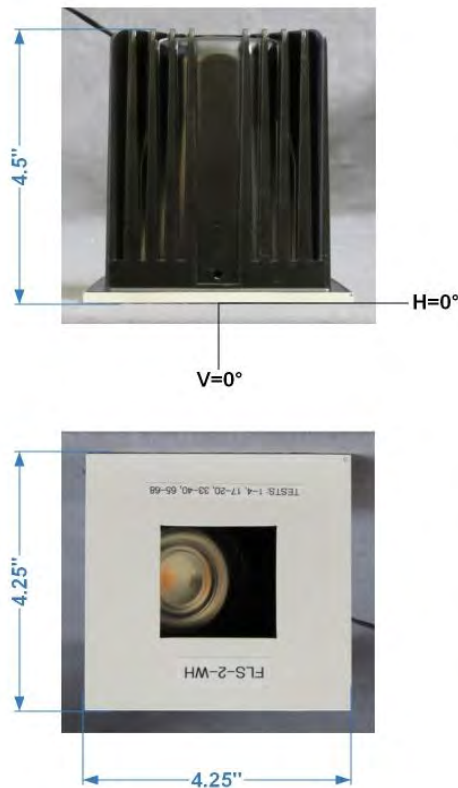 4.5"
H=0°
V=0°
TESTS: 1-4, 17-20, 33-40, 65-68
4.25"
FLS-2-WH
4.25"